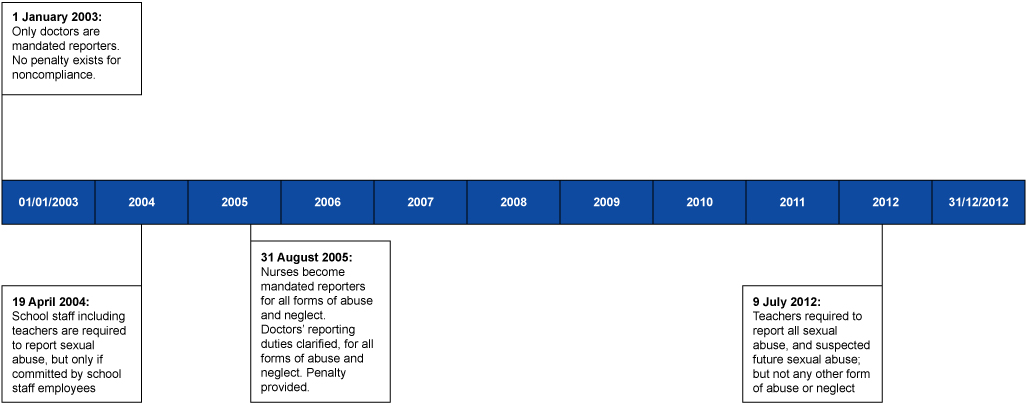 1 January 2003:
Only doctors are
mandated reporters.
No penalty exists for
noncompliance.
01/01/2003
2004
2005
2006
2007
2008
2009
2010
2011
2012
31/12/2012
19 April 2004:
School staff including
teachers are required
to report sexual
abuse, but only if
committed by school
staff employees
31 August 2005:
Nurses become
mandated reporters
for all forms of abuse
and neglect.
Doctors’ reporting
duties clarified, for all
forms of abuse and
neglect. Penalty
provided.
9 July 2012:
Teachers required to
report all sexual
abuse, and suspected
future sexual abuse;
but not any other form
of abuse or neglect